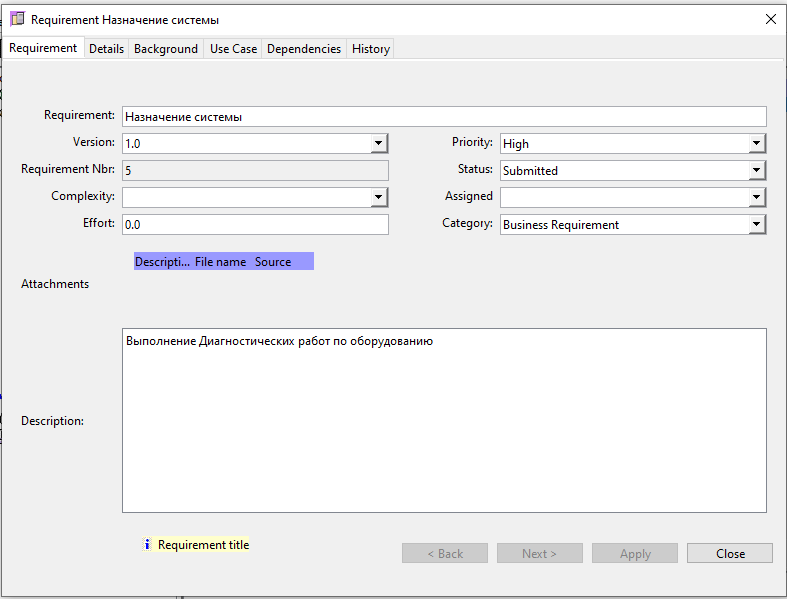 Requirement Назначение системы
Requirement Details Background Use Case Dependencies History
Requirement: Назначение системы
Version: 1.0 Priority: High
Requirement Nbr: 5 Status: Submitted
Complexity: Assigned
Effort: 0.0 Category: Business Requirement
Descripti... File name Source
Attachments
Выполнение Диагностических работ по оборудованию
Description:
i Requirement title
< Back Next > Apply Close